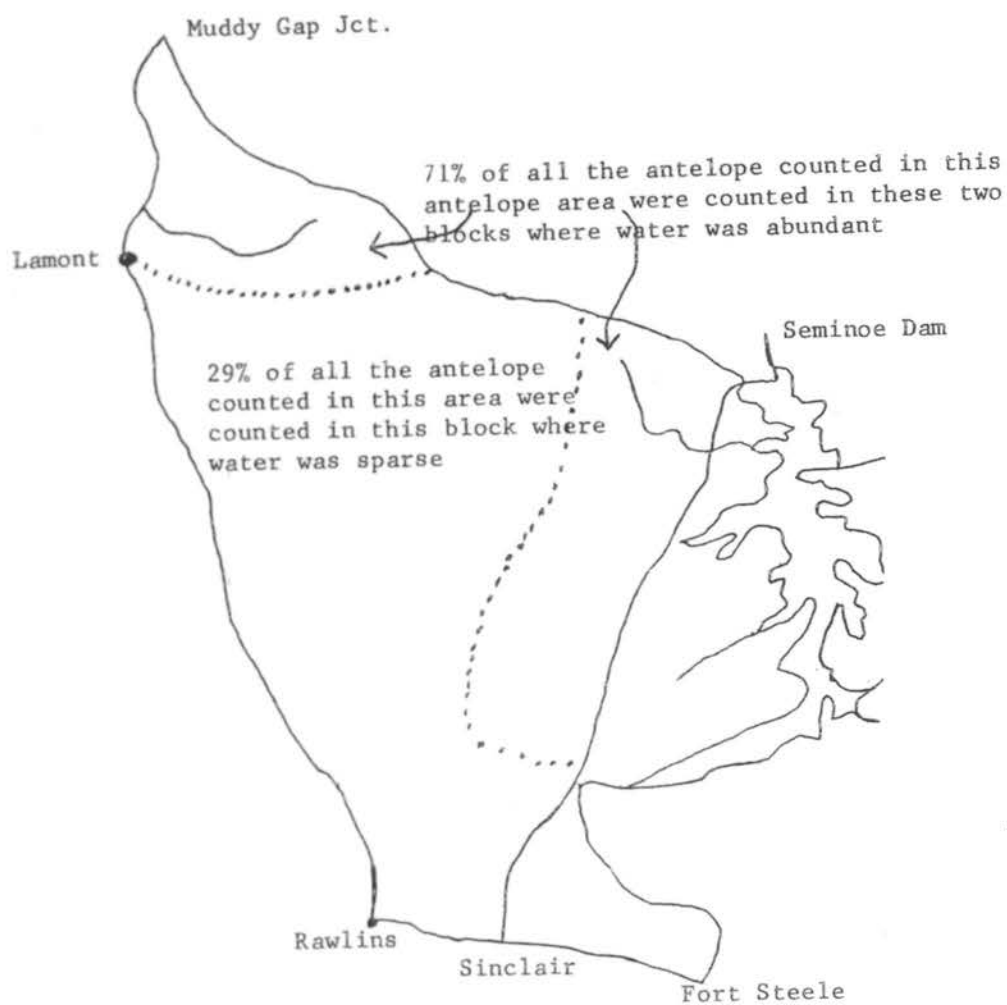 Muddy Gap Jct.
71% of all the antelope counted in this
antelope area were counted in these two
blocks where water was abundant
Lamont
Seminoe Dam
29% of all the antelope
counted in this area were
counted in this block where
water was sparse
Rawlins
Sinclair
Fort Steele